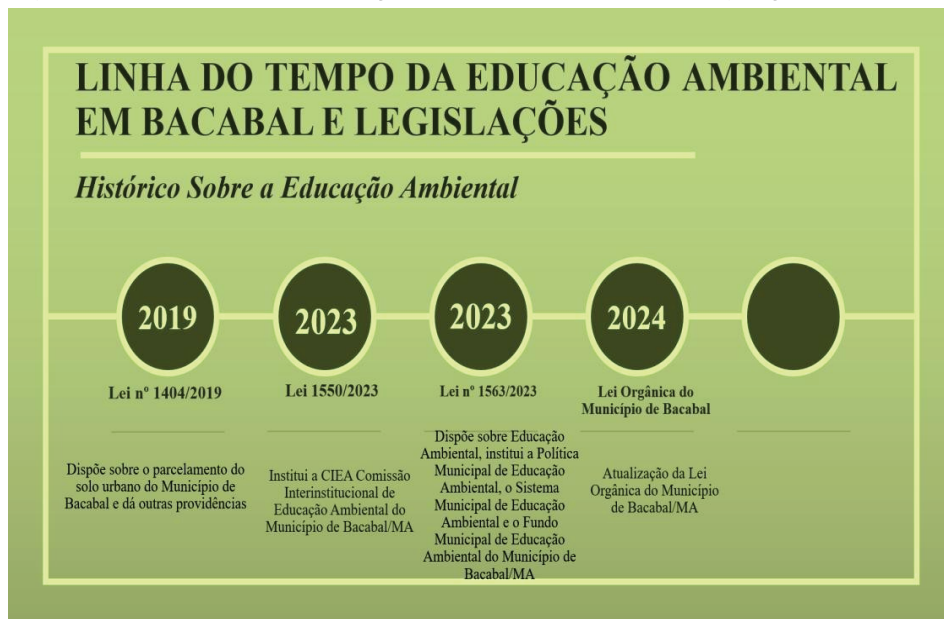 LINHA DO TEMPO DA EDUCAÇÃO AMBIENTAL
EM BACABAL E LEGISLAÇÕES
Histórico Sobre a Educação Ambiental
2019
Lei nº 1404/2019
Dispõe sobre o parcelamento do
solo urbano do Município de
Bacabal e dá outras providências
2023
Lei 1550/2023
Institui a CIEA Comissão
Interinstitucional de
Educação Ambiental do
Município de Bacabal/MA
2023
Lei nº 1563/2023
Dispõe sobre Educação
Ambiental, institui a Política
Municipal de Educação
Ambiental, o Sistema
Municipal de Educação
Ambiental e o Fundo
Municipal de Educação
Ambiental do Município de
Bacabal/MA
2024
Lei Orgânica do
Município de Bacabal
Atualização da Lei
Orgânica do Município
de Bacabal/MA